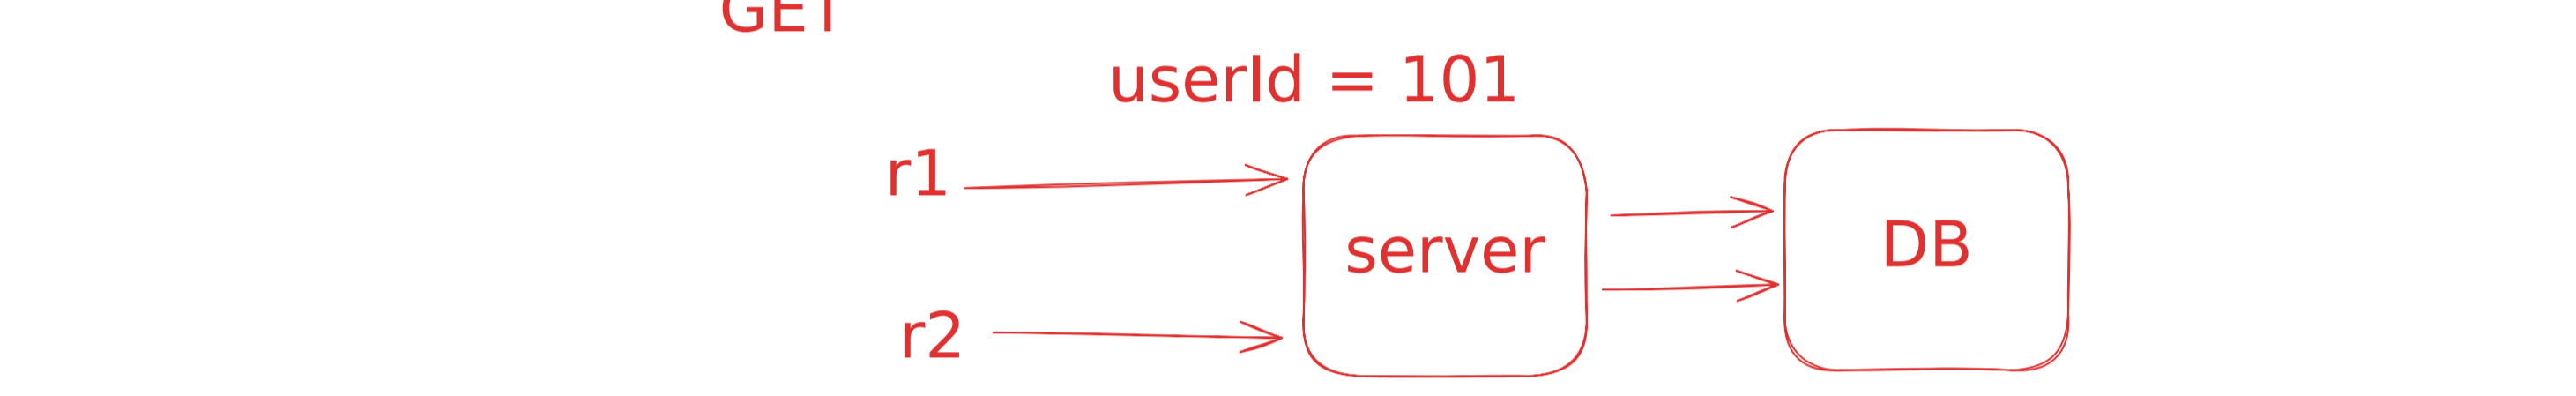 GET
userId = 101
r1
server
DB
r2